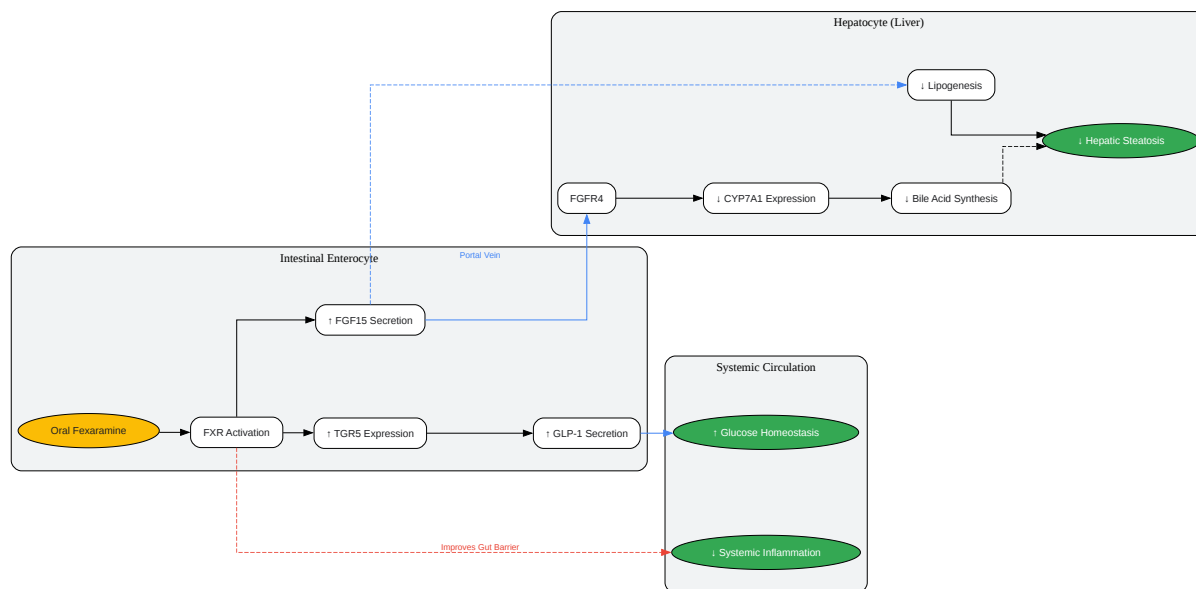 Hepatocyte (Liver)
↓ Lipogenesis
↓ Hepatic Steatosis
FGFR4
↓ CYP7A1 Expression
↓ Bile Acid Synthesis
Intestinal Enterocyte
Portal Vein
↑ FGF15 Secretion
Oral Fexaramine
FXR Activation
↑ TGR5 Expression
↑ GLP-1 Secretion
Systemic Circulation
↑ Glucose Homeostasis
Improves Gut Barrier
↓ Systemic Inflammation